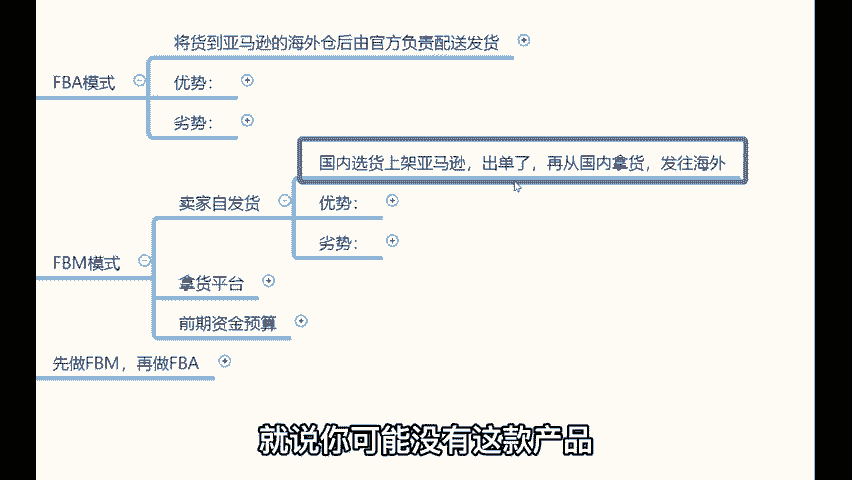 将货到亚马逊的海外仓后由官方负责配送发货
FBA模式
优势：
劣势：
国内选货上架亚马逊，出单了，再从国内拿货，发往海外
卖家自发货
优势：
劣势：
FBM模式
拿货平台
前期资金预算
先做FBM，再做FBA
就说你可能没有这款产品